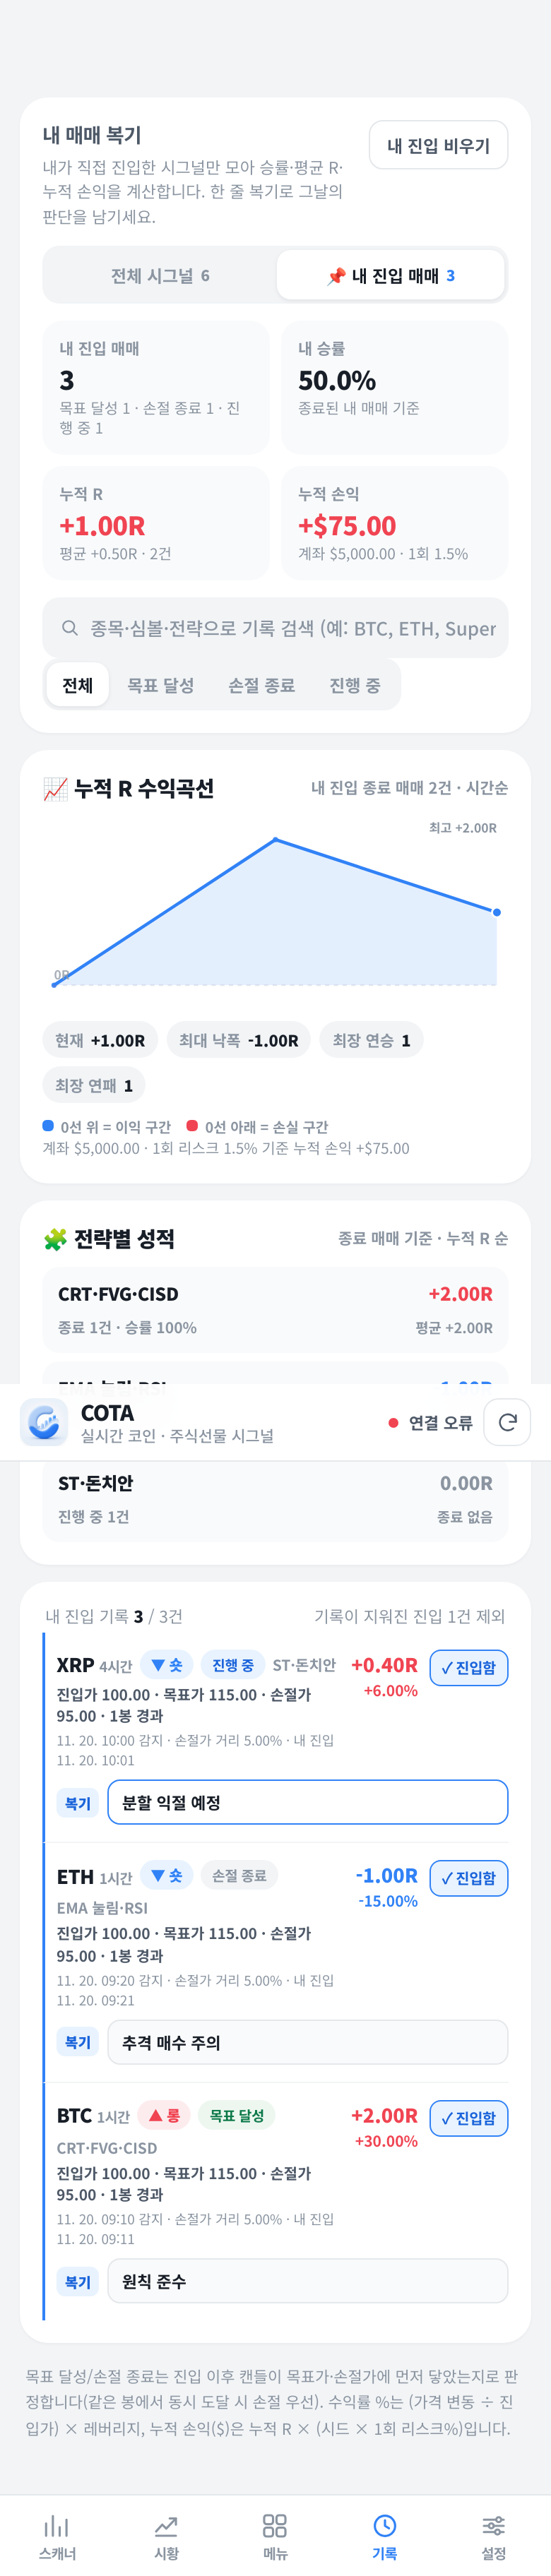 내 매매 복기
내 진입 비우기
내가 직접 진입한 시그널만 모아 승률·평균 R·
누적 손익을 계산합니다. 한 줄 복기로 그날의
판단을 남기세요.
전체 시그널 6
📌 내 진입 매매 3
내 진입 매매
3
목표 달성 1 · 손절 종료 1 · 진
행 중 1
내 승률
50.0%
종료된 내 매매 기준
누적 R
+1.00R
평균 +0.50R · 2건
누적 손익
+$75.00
계좌 $5,000.00 · 1회 1.5%
종목·심볼·전략으로 기록 검색 (예: BTC, ETH, Super
전체
목표 달성
손절 종료
진행 중
📈 누적 R 수익곡선
내 진입 종료 매매 2건 · 시간순
최고 +2.00R
0R
현재 +1.00R
최대 낙폭 -1.00R
최장 연승 1
최장 연패 1
0선 위 = 이익 구간
0선 아래 = 손실 구간
계좌 $5,000.00 · 1회 리스크 1.5% 기준 누적 손익 +$75.00
🧩 전략별 성적
종료 매매 기준 · 누적 R 순
CRT·FVG·CISD
+2.00R
종료 1건 · 승률 100%
평균 +2.00R
EMA 눌림·RSI
-1.00R
COTA
실시간 코인 · 주식선물 시그널
연결 오류
ST·돈치안
0.00R
진행 중 1건
종료 없음
내 진입 기록 3 / 3건
기록이 지워진 진입 1건 제외
XRP 4시간 ▼ 숏 진행 중 ST·돈치안
+0.40R
+6.00%
✓ 진입함
진입가 100.00 · 목표가 115.00 · 손절가
95.00 · 1봉 경과
11. 20. 10:00 감지 · 손절가 거리 5.00% · 내 진입
11. 20. 10:01
복기
분할 익절 예정
ETH 1시간 ▼ 숏 손절 종료
-1.00R
-15.00%
✓ 진입함
EMA 눌림·RSI
진입가 100.00 · 목표가 115.00 · 손절가
95.00 · 1봉 경과
11. 20. 09:20 감지 · 손절가 거리 5.00% · 내 진입
11. 20. 09:21
복기
추격 매수 주의
BTC 1시간 ▲ 롱 목표 달성
+2.00R
+30.00%
✓ 진입함
CRT·FVG·CISD
진입가 100.00 · 목표가 115.00 · 손절가
95.00 · 1봉 경과
11. 20. 09:10 감지 · 손절가 거리 5.00% · 내 진입
11. 20. 09:11
복기
원칙 준수
목표 달성/손절 종료는 진입 이후 캔들이 목표가·손절가에 먼저 닿았는지로 판
정합니다(같은 봉에서 동시 도달 시 손절 우선). 수익률 %는 (가격 변동 ÷ 진
입가) × 레버리지, 누적 손익($)은 누적 R × (시드 × 1회 리스크%)입니다.
스캐너
시황
메뉴
기록
설정